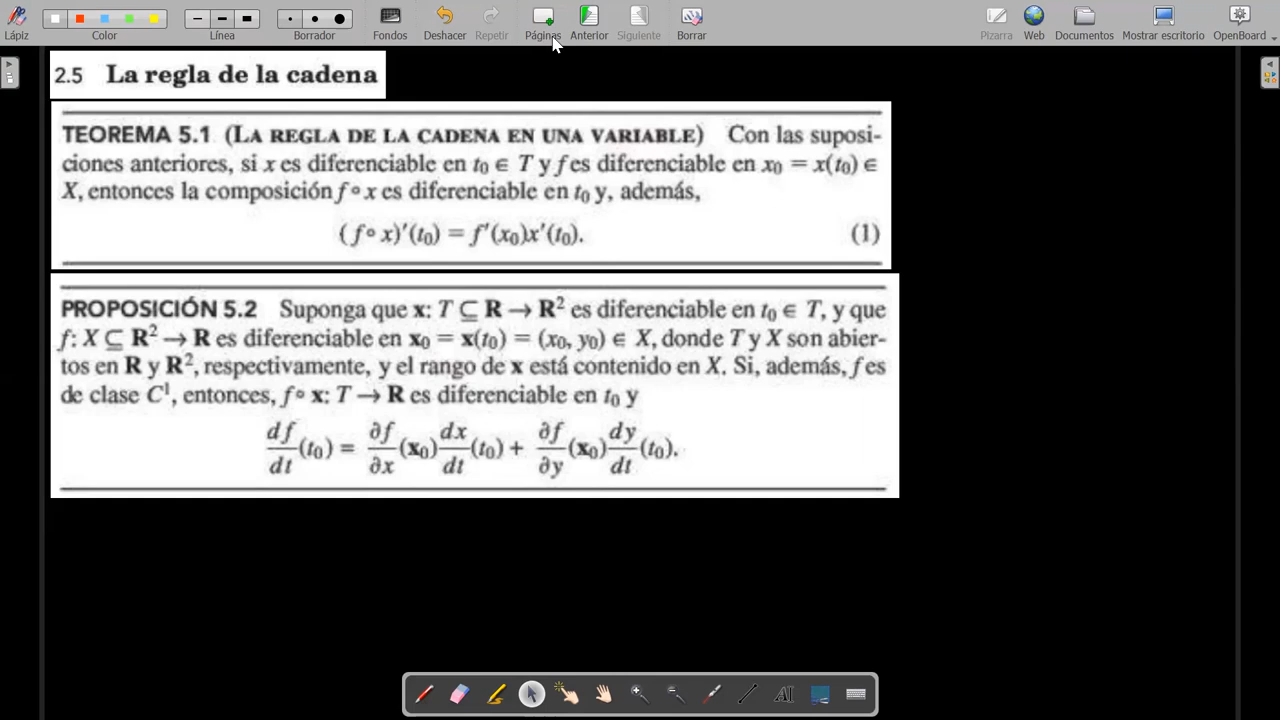 Lápiz Color Línea Borrador Fondos Deshacer Repetir Páginas Anterior Siguiente Borrar Pizarra Web Documentos Mostrar escritorio OpenBoard
2.5 La regla de la cadena
TEOREMA 5.1 (LA REGLA DE LA CADENA EN UNA VARIABLE) Con las suposi-
ciones anteriores, si x es diferenciable en t₀ ∈ T y f es diferenciable en x₀ = x(t₀) ∈
X, entonces la composición f ∘ x es diferenciable en t₀ y, además,
(f ∘ x)′(t₀) = f′(x₀)x′(t₀). (1)
PROPOSICIÓN 5.2 Suponga que x: T ⊆ R → R² es diferenciable en t₀ ∈ T, y que
f: X ⊆ R² → R es diferenciable en x₀ = x(t₀) = (x₀, y₀) ∈ X, donde T y X son abier-
tos en R y R², respectivamente, y el rango de x está contenido en X. Si, además, f es
de clase C¹, entonces, f ∘ x: T → R es diferenciable en t₀ y
df/dt (t₀) = ∂f/∂x (x₀) dx/dt (t₀) + ∂f/∂y (x₀) dy/dt (t₀).
AI